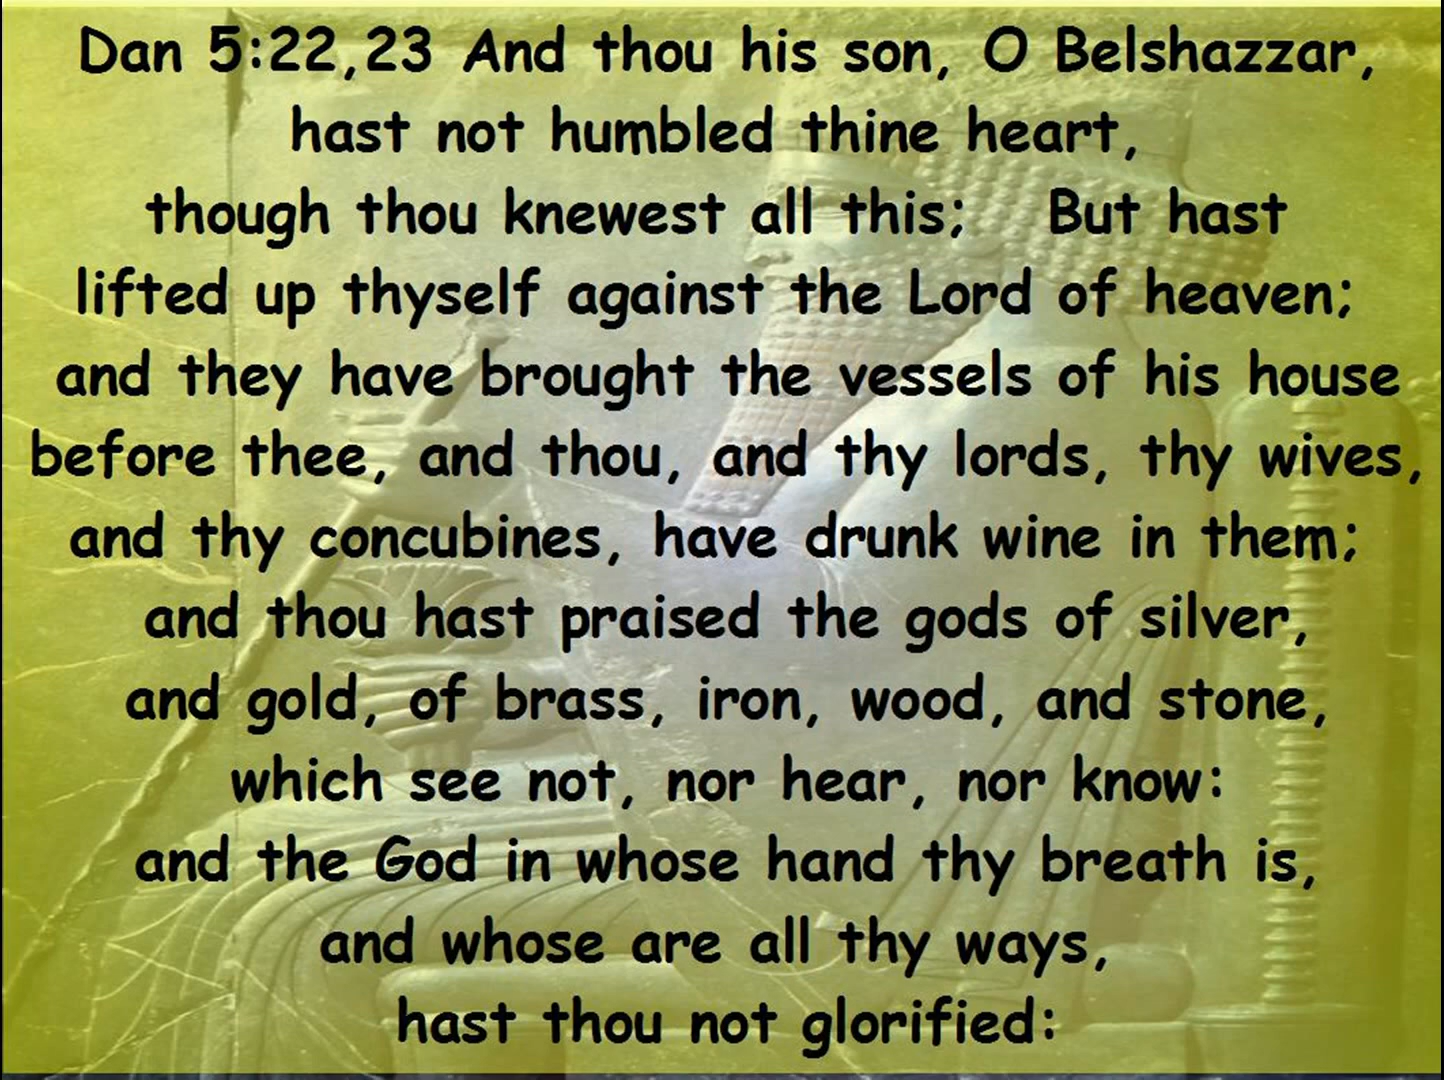 Dan 5:22,23 And thou his son, O Belshazzar,
hast not humbled thine heart,
though thou knewest all this; But hast
lifted up thyself against the Lord of heaven;
and they have brought the vessels of his house
before thee, and thou, and thy lords, thy wives,
and thy concubines, have drunk wine in them;
and thou hast praised the gods of silver,
and gold, of brass, iron, wood, and stone,
which see not, nor hear, nor know:
and the God in whose hand thy breath is,
and whose are all thy ways,
hast thou not glorified: